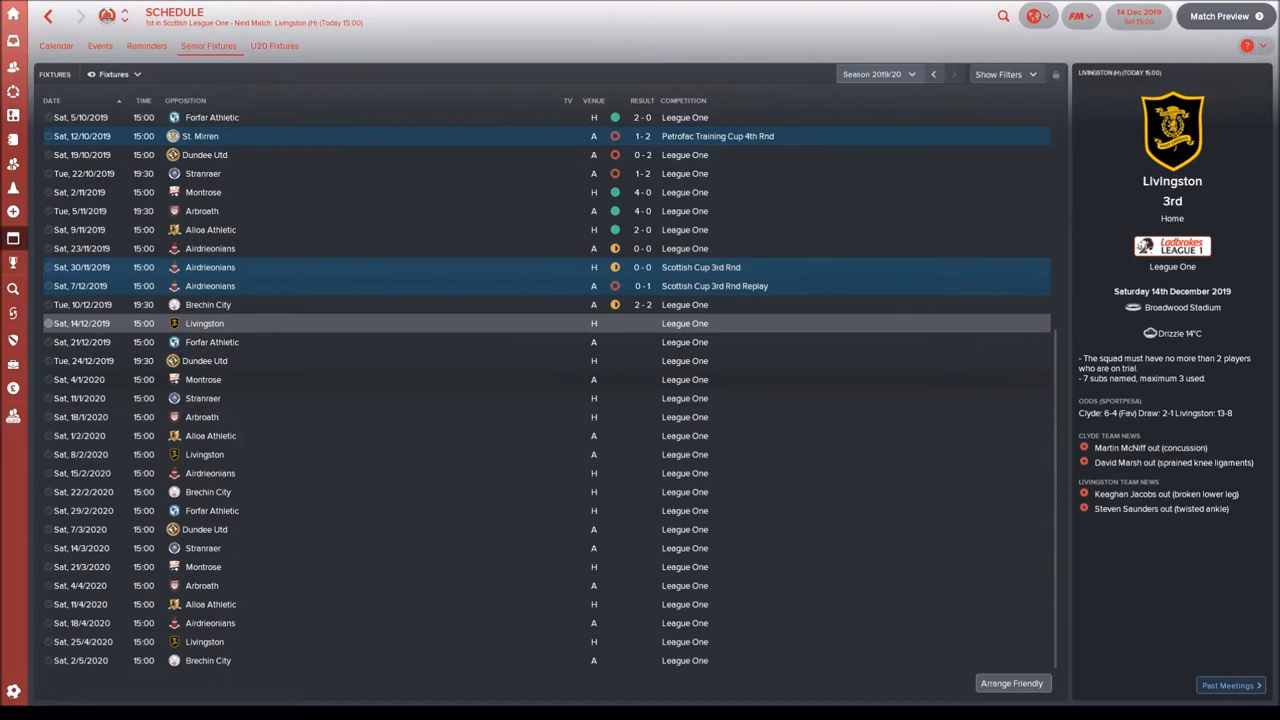 SCHEDULE
1st in Scottish League One - Next Match: Livingston (H) (Today 15:00)
FM
14 Dec 2019
Sat 15:00
Match Preview
Calendar Events Reminders Senior Fixtures U20 Fixtures
?
FIXTURES Fixtures Season 2019/20 Show Filters
DATE TIME OPPOSITION TV VENUE RESULT COMPETITION
Sat, 5/10/2019 15:00 Forfar Athletic H 2 - 0 League One
Sat, 12/10/2019 15:00 St. Mirren A 1 - 2 Petrofac Training Cup 4th Rnd
Sat, 19/10/2019 15:00 Dundee Utd A 0 - 2 League One
Tue, 22/10/2019 19:30 Stranraer A 1 - 2 League One
Sat, 2/11/2019 15:00 Montrose H 4 - 0 League One
Tue, 5/11/2019 19:30 Arbroath A 4 - 0 League One
Sat, 9/11/2019 15:00 Alloa Athletic H 2 - 0 League One
Sat, 23/11/2019 15:00 Airdrieonians A 0 - 0 League One
Sat, 30/11/2019 15:00 Airdrieonians H 0 - 0 Scottish Cup 3rd Rnd
Sat, 7/12/2019 15:00 Airdrieonians A 0 - 1 Scottish Cup 3rd Rnd Replay
Tue, 10/12/2019 19:30 Brechin City A 2 - 2 League One
Sat, 14/12/2019 15:00 Livingston H League One
Sat, 21/12/2019 15:00 Forfar Athletic A League One
Tue, 24/12/2019 19:30 Dundee Utd H League One
Sat, 4/1/2020 15:00 Montrose A League One
Sat, 11/1/2020 15:00 Stranraer H League One
Sat, 18/1/2020 15:00 Arbroath H League One
Sat, 1/2/2020 15:00 Alloa Athletic A League One
Sat, 8/2/2020 15:00 Livingston A League One
Sat, 15/2/2020 15:00 Airdrieonians H League One
Sat, 22/2/2020 15:00 Brechin City H League One
Sat, 29/2/2020 15:00 Forfar Athletic H League One
Sat, 7/3/2020 15:00 Dundee Utd A League One
Sat, 14/3/2020 15:00 Stranraer A League One
Sat, 21/3/2020 15:00 Montrose H League One
Sat, 4/4/2020 15:00 Arbroath A League One
Sat, 11/4/2020 15:00 Alloa Athletic H League One
Sat, 18/4/2020 15:00 Airdrieonians A League One
Sat, 25/4/2020 15:00 Livingston H League One
Sat, 2/5/2020 15:00 Brechin City A League One
Arrange Friendly
LIVINGSTON (H) (TODAY 15:00)
Livingston
3rd
Home
Ladbrokes
LEAGUE 1
League One
Saturday 14th December 2019
Broadwood Stadium
Drizzle 14°C
- The squad must have no more than 2 players
who are on trial.
- 7 subs named, maximum 3 used.
ODDS (SPORTPESA)
Clyde: 6-4 (Fav) Draw: 2-1 Livingston: 13-8
CLYDE TEAM NEWS
Martin McNiff out (concussion)
David Marsh out (sprained knee ligaments)
LIVINGSTON TEAM NEWS
Keaghan Jacobs out (broken lower leg)
Steven Saunders out (twisted ankle)
Past Meetings